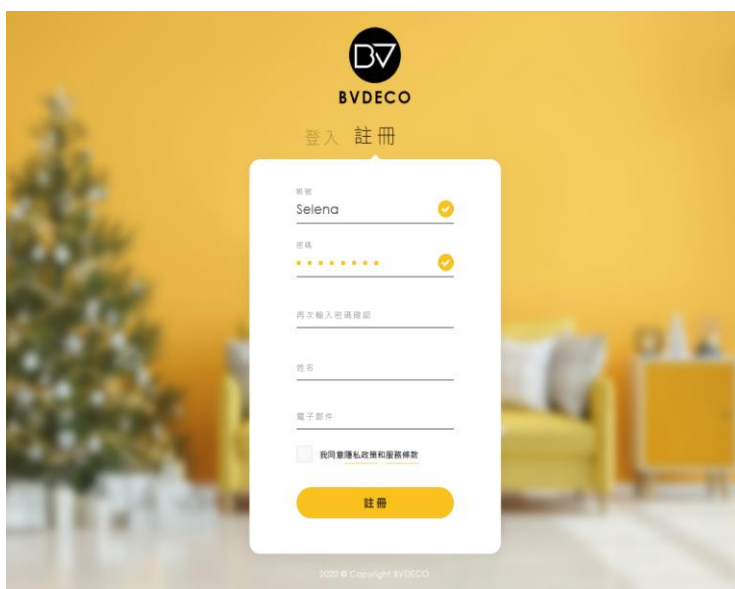 BV
BVDECO
登入 註冊
帳號
Selena
密碼
再次輸入密碼確認
姓名
電子郵件
我同意隱私政策和服務條款
註冊
2020 © Copyright BVDECO